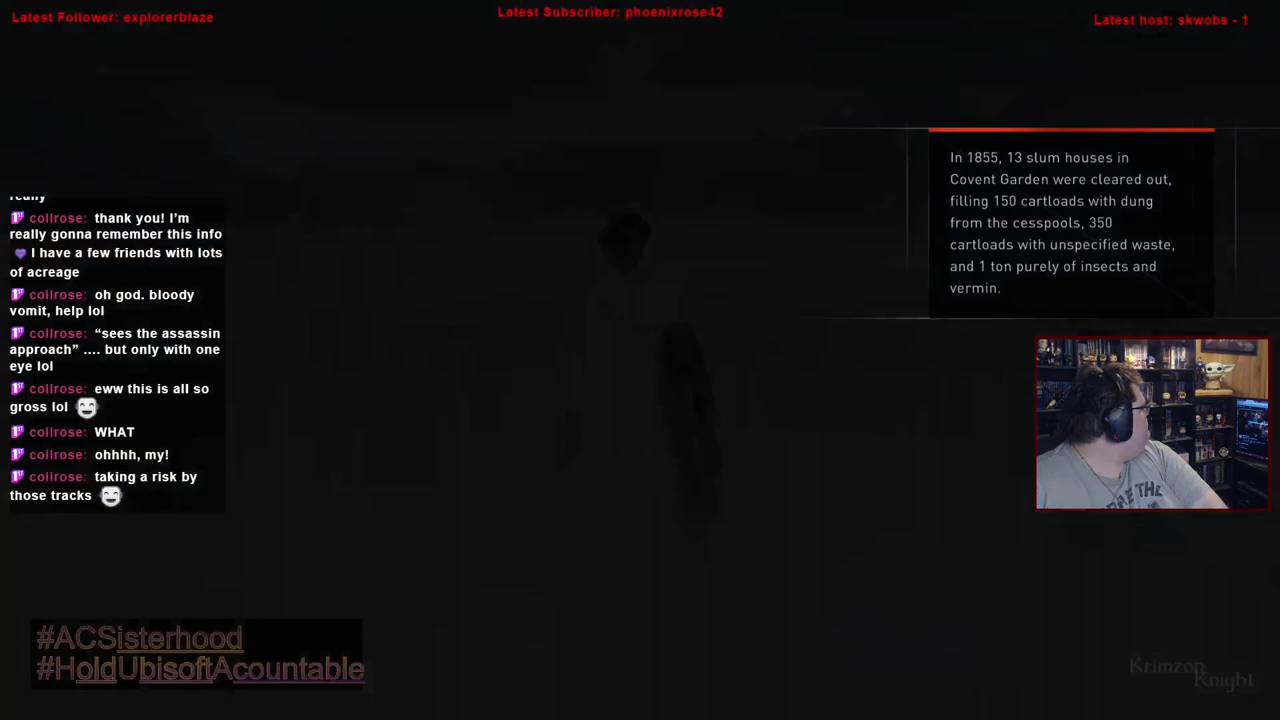 Latest Follower: explorerblaze
Latest Subscriber: phoenixrose42
Latest host: skwobs - 1
In 1855, 13 slum houses in
Covent Garden were cleared out,
filling 150 cartloads with dung
from the cesspools, 350
cartloads with unspecified waste,
and 1 ton purely of insects and
vermin.
really
collrose: thank you! I'm
really gonna remember this info
I have a few friends with lots
of acreage
collrose: oh god. bloody
vomit, help lol
collrose: “sees the assassin
approach” .... but only with one
eye lol
collrose: eww this is all so
gross lol
collrose: WHAT
collrose: ohhhh, my!
collrose: taking a risk by
those tracks
#ACSisterhood
#HoldUbisoftAcountable
Krimzon
Knight